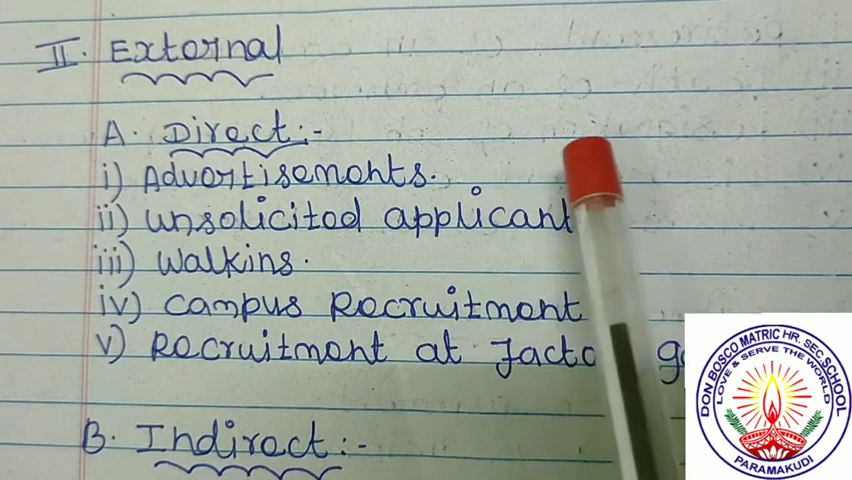 II. External
A. Direct:-
i) Advertisements.
ii) unsolicited applicant
iii) Walkins.
iv) campus Recruitment
v) Recruitment at
B. Indirect:-
DON BOSCO MATRIC HR. SEC. SCHOOL
LOVE & SERVE THE WORLD
PARAMAKUDI